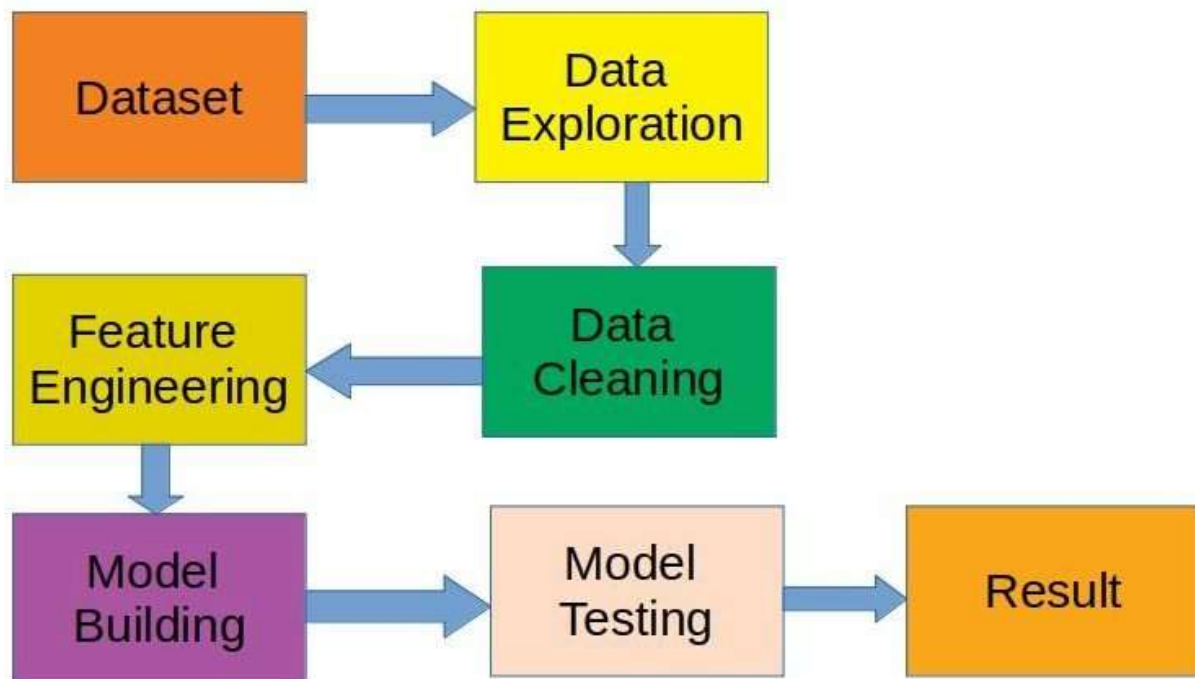 Dataset
Data
Exploration
Data
Cleaning
Feature
Engineering
Model
Building
Model
Testing
Result